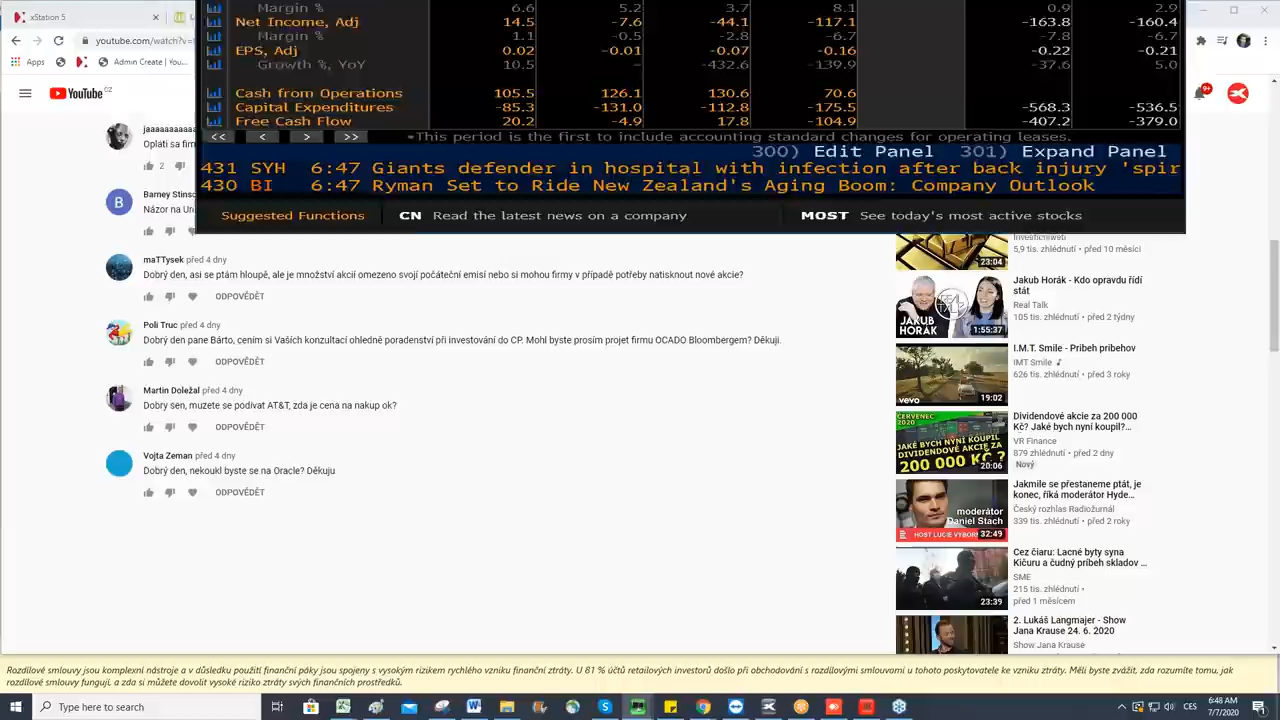 xStation 5
youtube.com/watch?v=
Apps
Admin Create | You...
YouTube CZ
9+
Margin % 6.6 5.2 3.7 8.1 0.9 2.9
Net Income, Adj 14.5 -7.6 -44.1 -117.1 -163.8 -160.4
Margin % 1.1 -0.5 -2.8 -6.7 -7.8 -6.7
EPS, Adj 0.02 -0.01 -0.07 -0.16 -0.22 -0.21
Growth %, YoY 10.5 — -432.6 -139.9 -37.6 5.0
Cash from Operations 105.5 126.1 130.6 70.6
Capital Expenditures -85.3 -131.0 -112.8 -175.5 -568.3 -536.5
Free Cash Flow 20.2 -4.9 17.8 -104.9 -407.2 -379.0
<< < > >> *This period is the first to include accounting standard changes for operating leases.
300) Edit Panel 301) Expand Panel
431 SYH 6:47 Giants defender in hospital with infection after back injury 'spir
430 BI 6:47 Ryman Set to Ride New Zealand's Aging Boom: Company Outlook
Suggested Functions CN Read the latest news on a company MOST See today's most active stocks
jaaaaaaaaaa
Oplatí sa fir
2
Barney Stins
Názor na Un
maTTysek před 4 dny
Dobrý den, asi se ptám hloupě, ale je množství akcií omezeno svojí počáteční emisí nebo si mohou firmy v případě potřeby natisknout nové akcie?
ODPOVĚDĚT
Poli Truc před 4 dny
Dobrý den pane Bárto, cením si Vaších konzultací ohledně poradenství při investování do CP. Mohl byste prosím projet firmu OCADO Bloombergem? Děkuji.
ODPOVĚDĚT
Martin Doležal před 4 dny
Dobry sen, muzete se podívat AT&T, zda je cena na nakup ok?
ODPOVĚDĚT
Vojta Zeman před 4 dny
Dobrý den, nekoukl byste se na Oracle? Děkuju
ODPOVĚDĚT
23:04
Investicniweb
5,9 tis. zhlédnutí • před 10 měsíci
JAKUB HORÁK
REAL TALK
1:55:37
Jakub Horák - Kdo opravdu řídí
stát
Real Talk
105 tis. zhlédnutí • před 2 týdny
vevo
19:02
I.M.T. Smile - Pribeh pribehov
IMT Smile
626 tis. zhlédnutí • před 3 roky
ČERVENEC
2020
JAKÉ BYCH NYNÍ KOUPIL
DIVIDENDOVÉ AKCIE ZA
200 000 KČ ?
20:06
Dividendové akcie za 200 000
Kč? Jaké bych nyní koupil?...
VR Finance
879 zhlédnutí • před 2 dny
Nový
moderátor
Daniel Stach
HOST LUCIE VÝBOR
32:49
Jakmile se přestaneme ptát, je
konec, říká moderátor Hyde...
Český rozhlas Radiožurnál
339 tis. zhlédnutí • před 2 roky
23:39
Cez čiaru: Lacné byty syna
Kičuru a čudný príbeh skladov ...
SME
215 tis. zhlédnutí •
před 1 měsícem
2. Lukáš Langmajer - Show
Jana Krause 24. 6. 2020
Show Jana Krause
Rozdílové smlouvy jsou komplexní nástroje a v důsledku použití finanční páky jsou spojeny s vysokým rizikem rychlého vzniku finanční ztráty. U 81 % účtů retailových investorů došlo při obchodování s rozdílovými smlouvami u tohoto poskytovatele ke vzniku ztráty. Měli byste zvážit, zda rozumíte tomu, jak
rozdílové smlouvy fungují, a zda si můžete dovolit vysoké riziko ztráty svých finančních prostředků.
Type here to search
CES
6:48 AM
7/7/2020